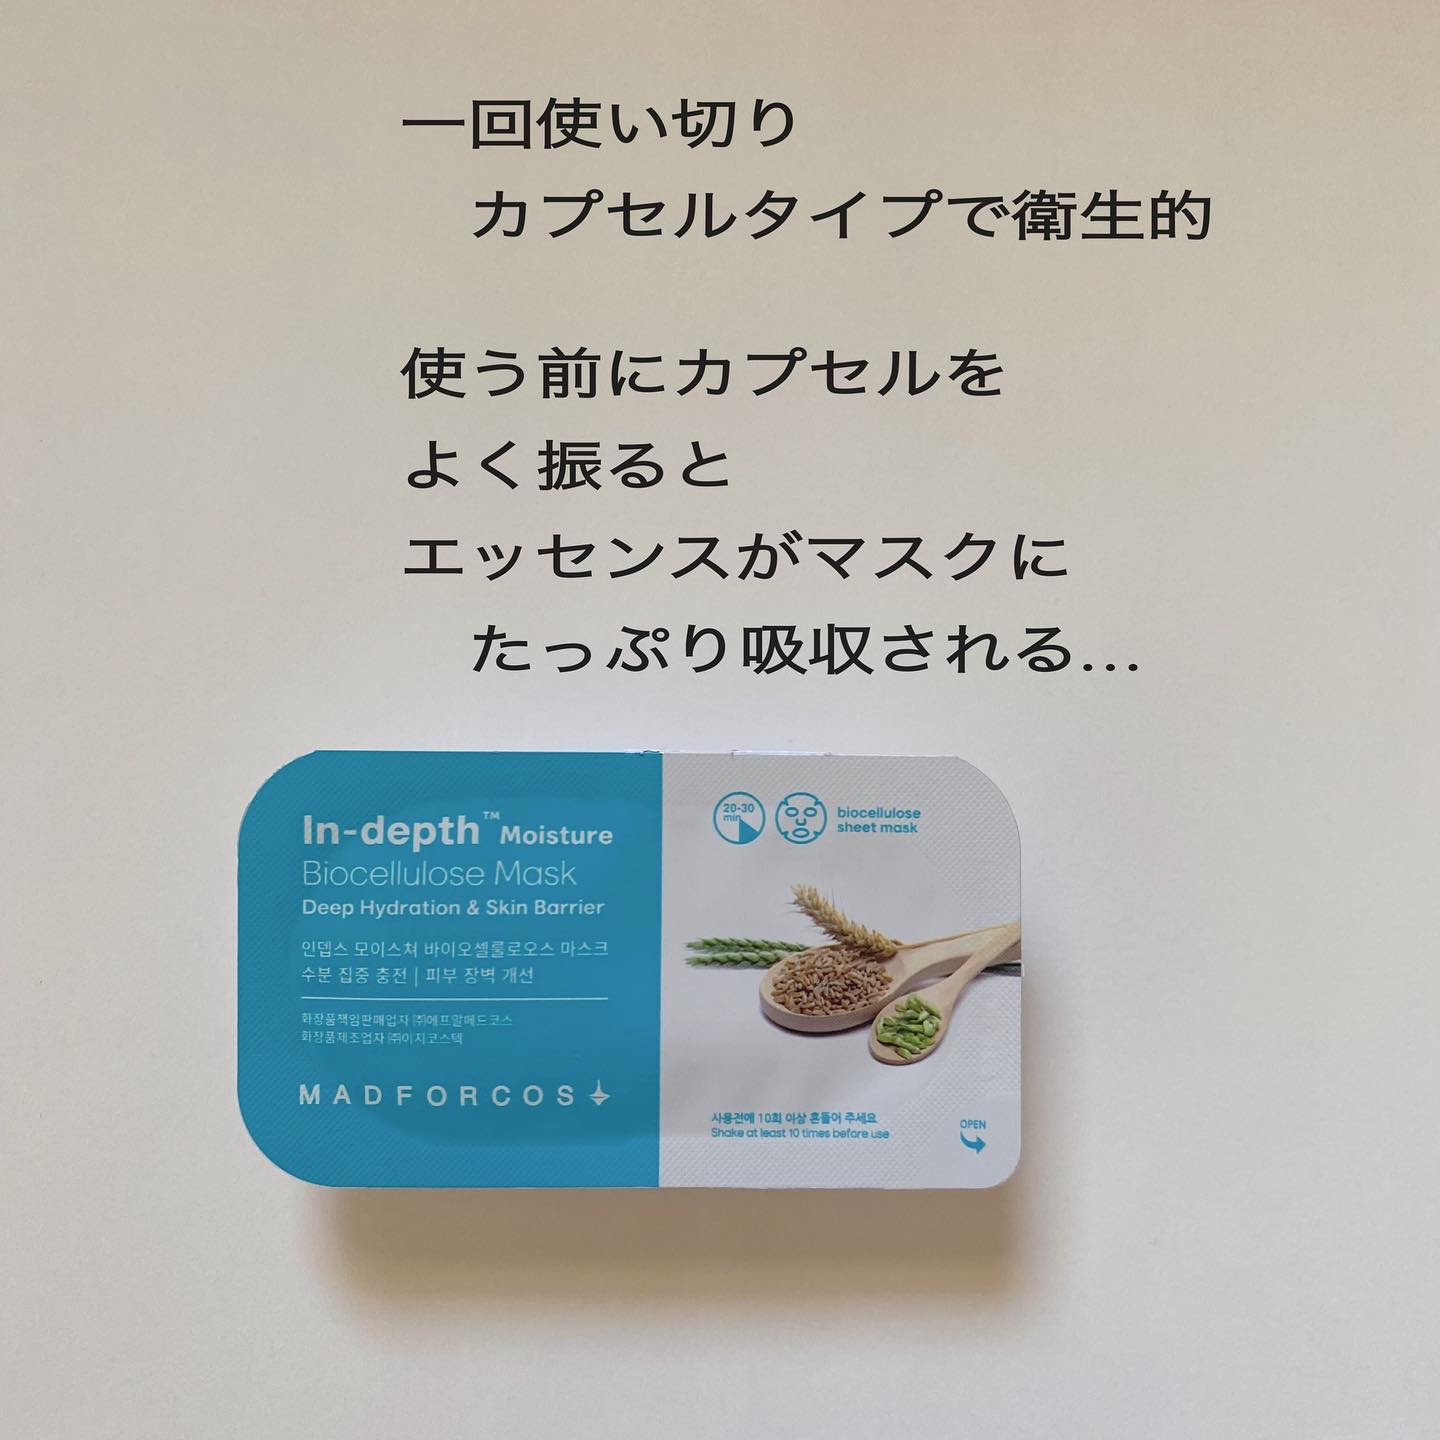 一回使い切り
カプセルタイプで衛生的
使う前にカプセルを
よく振ると
エッセンスがマスクに
たっぷり吸収される...
In-depth™ Moisture
Biocellulose Mask
Deep Hydration & Skin Barrier
인뎁스 모이스쳐 바이오셀룰로오스 마스크
수분 집중 충전 | 피부 장벽 개선
화장품책임판매업자 ㈜에프알메드코스
화장품제조업자 ㈜이지코스텍
MADFORCOS
20-30
min
biocellulose
sheet mask
사용전에 10회 이상 흔들어 주세요
Shake at least 10 times before use
OPEN